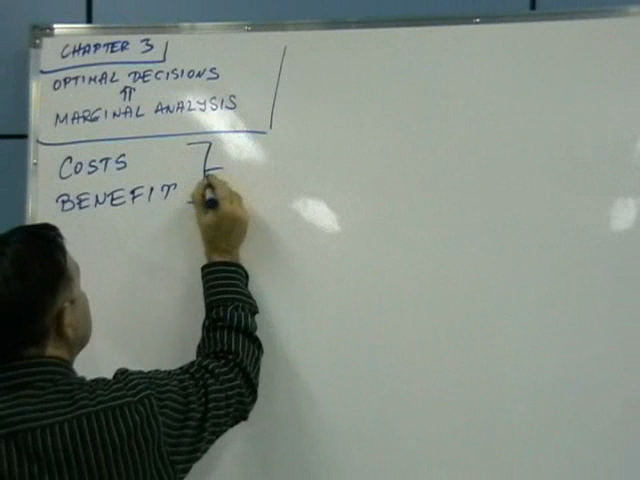 CHAPTER 3
OPTIMAL DECISIONS
⇑
MARGINAL ANALYSIS
COSTS
BENEFIT